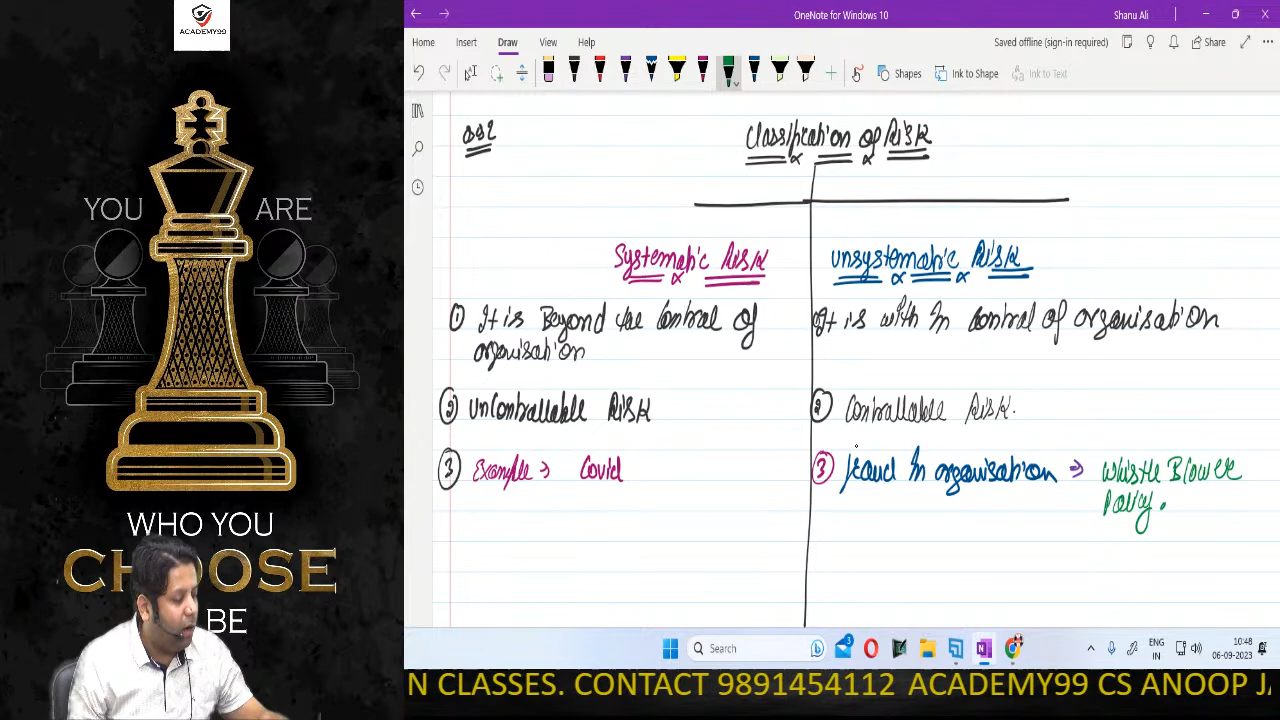 ACADEMY99
YOU ARE
WHO YOU
CHOOSE
BE
OneNote for Windows 10
Shanu Ali
Home Insert Draw View Help
Saved offline (sign-in required)
Share
Shapes
Ink to Shape
Ink to Text
Classification of Risk
Systematic Risk
Unsystematic Risk
① It is Beyond the Control of
organisation
It is with In Control of organisation
② Uncontrollable Risk
② Controllable Risk.
③ Example → Covid
③ fraud In organisation ⇒ Whistle Blower
Policy.
Search
3
ENG
IN
10:48
06-09-2023
N CLASSES. CONTACT 9891454112 ACADEMY99 CS ANOOP JA